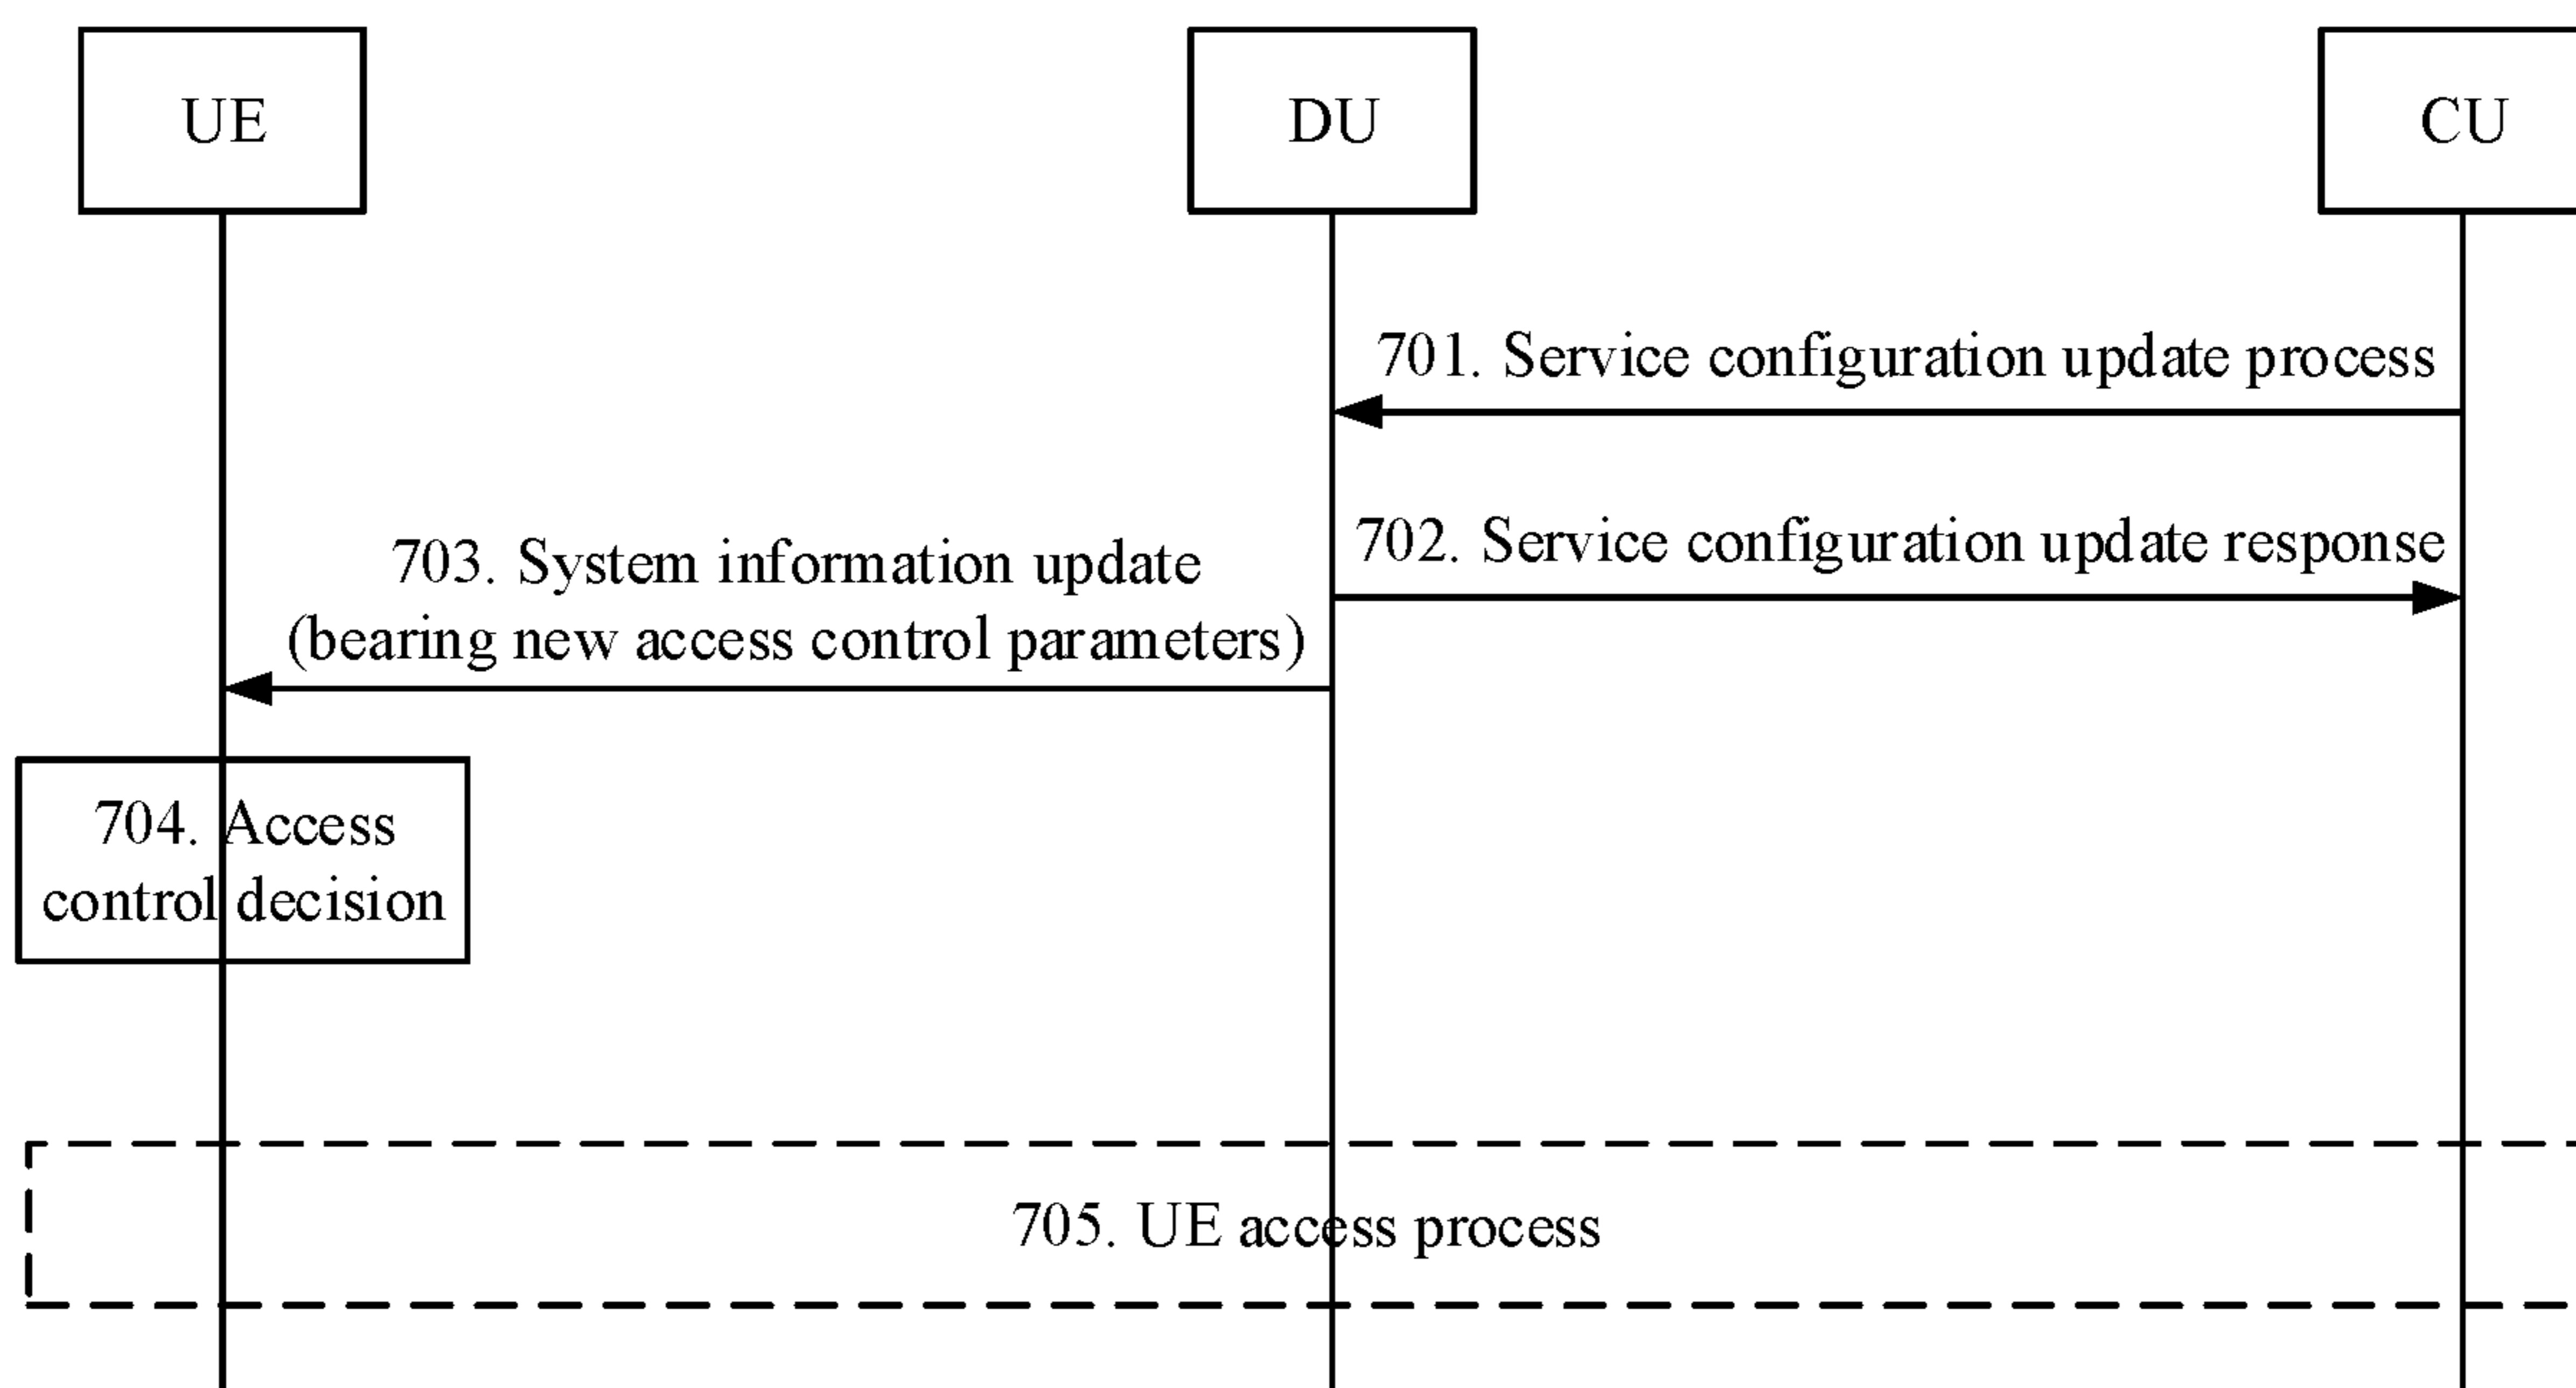 UE
DU
CU
701. Service configuration update process
702. Service configuration update response
703. System information update
(bearing new access control parameters)
704. Access
control decision
705. UE access process